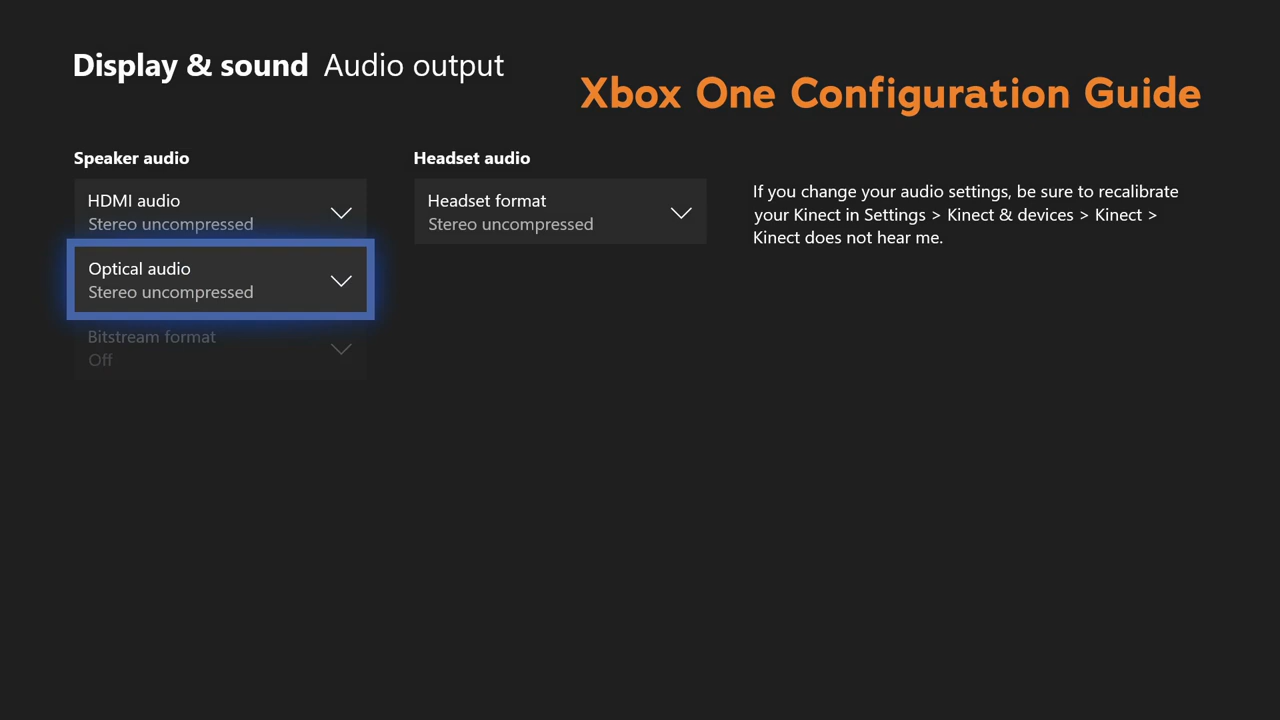 Display & sound Audio output
Xbox One Configuration Guide
Speaker audio
HDMI audio
Stereo uncompressed
Optical audio
Stereo uncompressed
Bitstream format
Off
Headset audio
Headset format
Stereo uncompressed
If you change your audio settings, be sure to recalibrate
your Kinect in Settings > Kinect & devices > Kinect >
Kinect does not hear me.